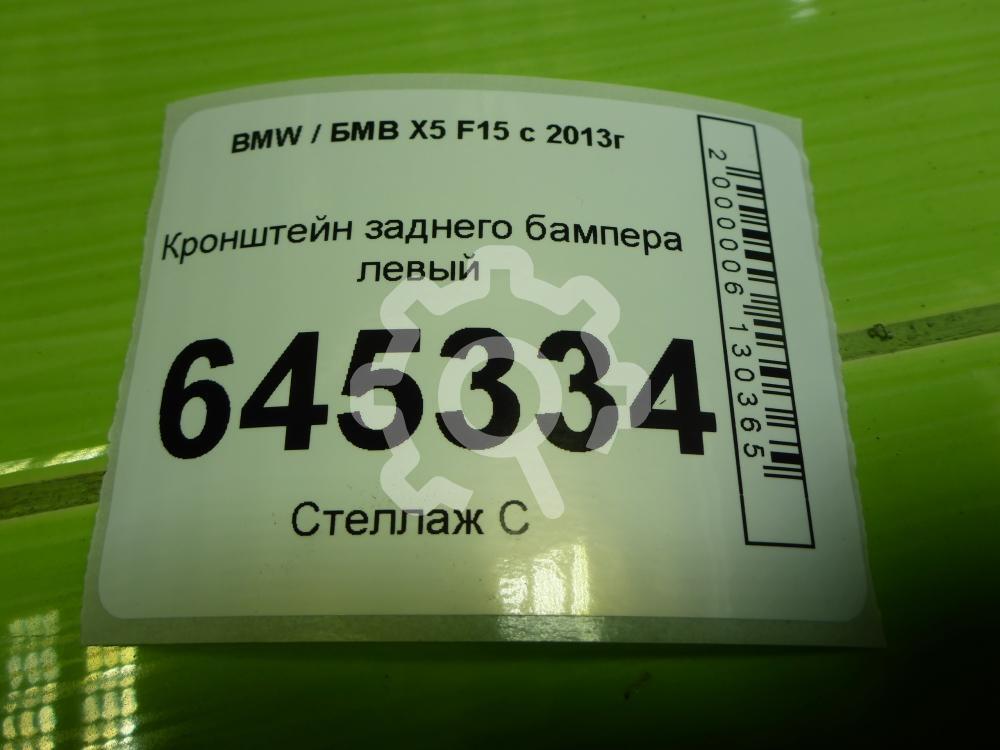 BMW / БМВ X5 F15 с 2013г
Кронштейн заднего бампера
левый
645334
Стеллаж С
2000006130365